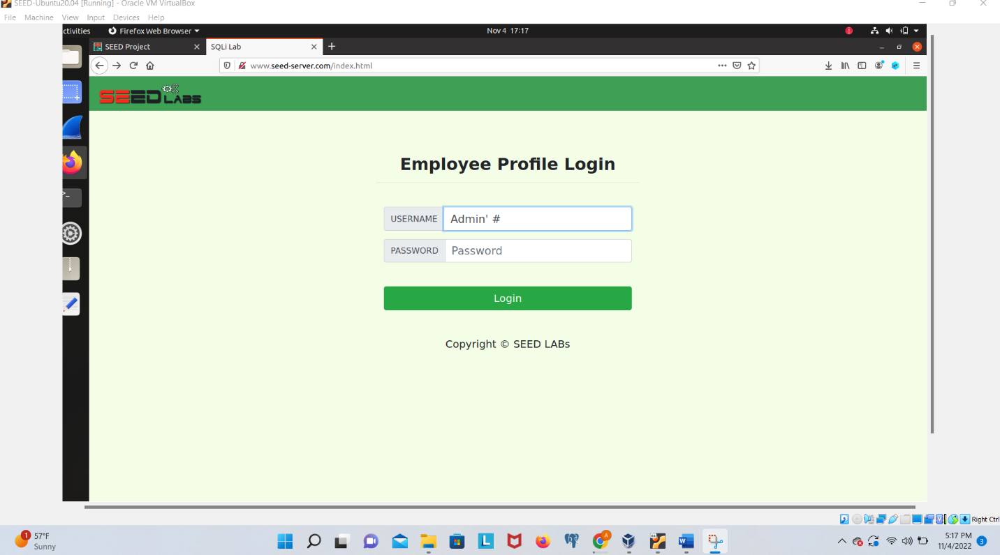 SEED-Ubuntu20.04 [Running] - Oracle VM VirtualBox
File Machine View Input Devices Help
ctivities Firefox Web Browser Nov 4 17:17
SEED Project SQLi Lab
www.seed-server.com/index.html
SEED LABS
Employee Profile Login
USERNAME Admin' #
PASSWORD Password
Login
Copyright © SEED LABs
Right Ctrl
1 57°F
Sunny
5:17 PM
11/4/2022 3